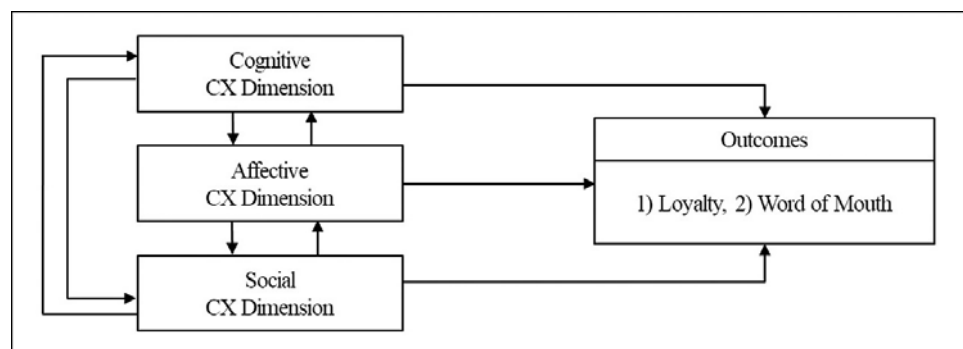 Cognitive
CX Dimension
Affective
CX Dimension
Social
CX Dimension
Outcomes
1) Loyalty, 2) Word of Mouth